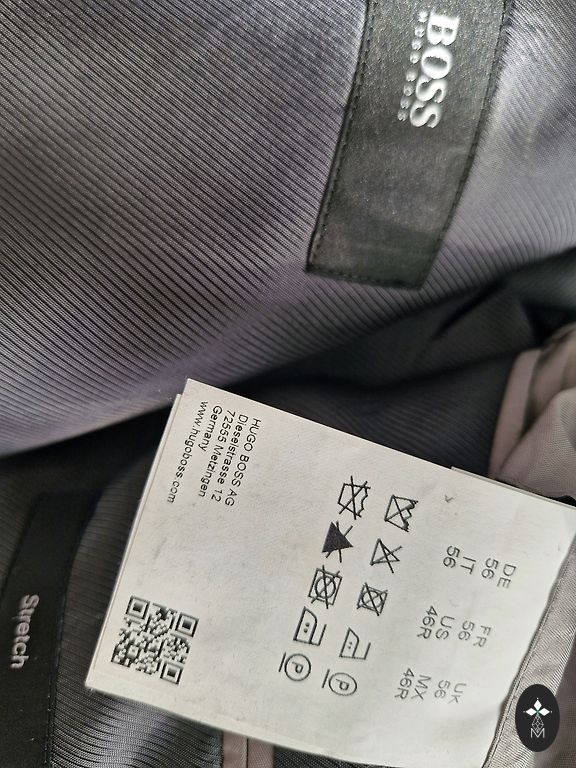 BOSS
HUGO BOSS
DE FR UK
56 56 56
IT US MX
56 46R 46R
P
P
HUGO BOSS AG
Dieselstrasse 12
72555 Metzingen
Germany
www.hugoboss.com
Stretch
M